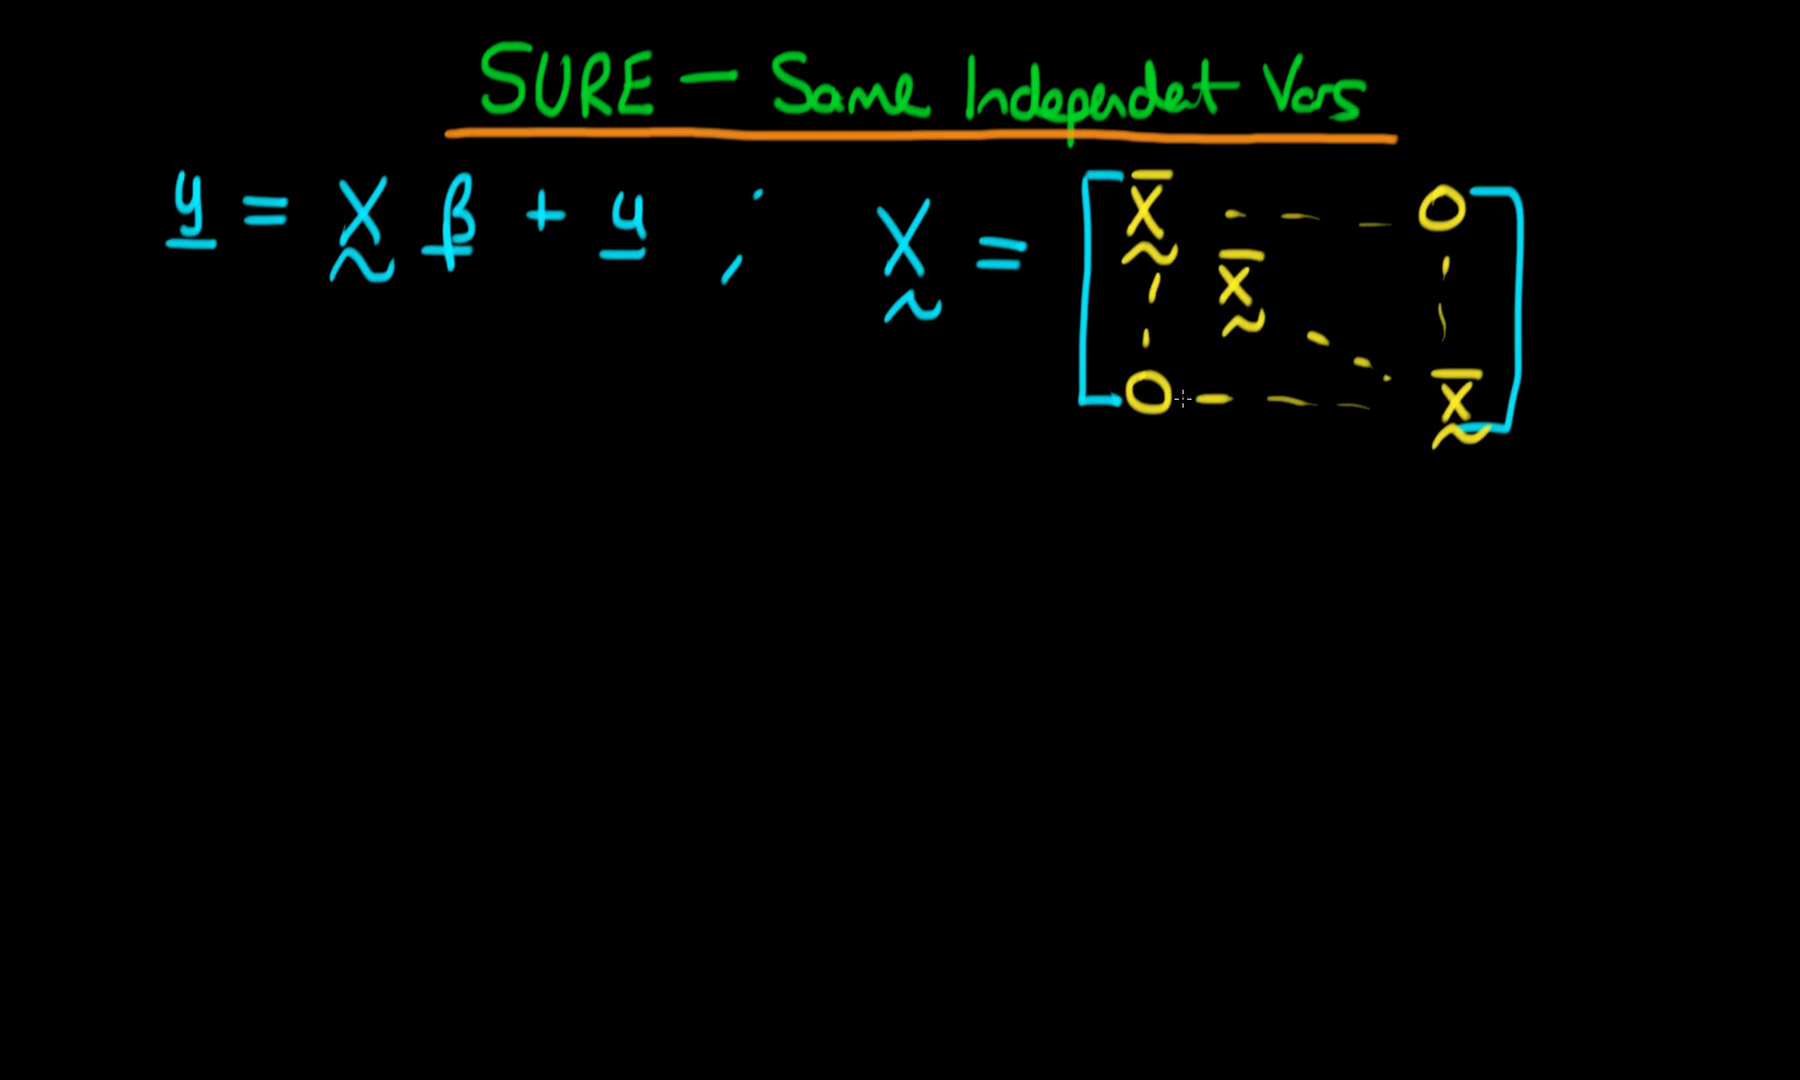 SURE - Same Independet Vars
y = X β + u ; X = [X̄ - - - 0
X̄
0 - - - X̄]